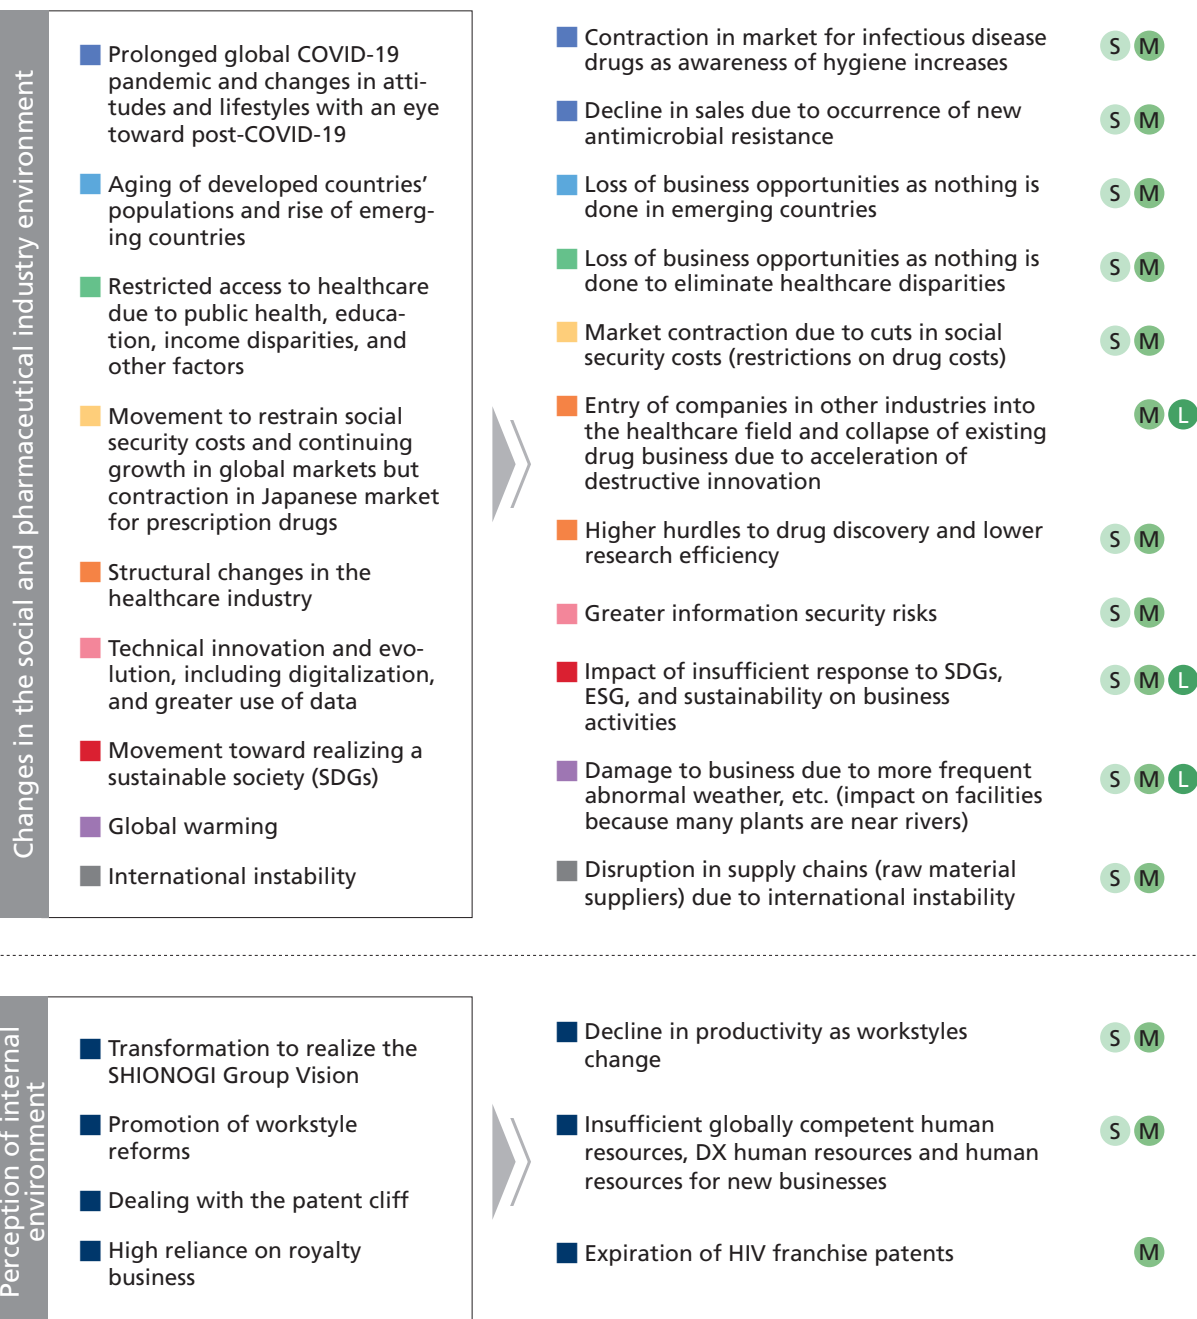 Changes in the social and pharmaceutical industry environment
Prolonged global COVID-19
pandemic and changes in atti-
tudes and lifestyles with an eye
toward post-COVID-19
Aging of developed countries’
populations and rise of emerg-
ing countries
Restricted access to healthcare
due to public health, educa-
tion, income disparities, and
other factors
Movement to restrain social
security costs and continuing
growth in global markets but
contraction in Japanese market
for prescription drugs
Structural changes in the
healthcare industry
Technical innovation and evo-
lution, including digitalization,
and greater use of data
Movement toward realizing a
sustainable society (SDGs)
Global warming
International instability
Contraction in market for infectious disease
drugs as awareness of hygiene increases
S M
Decline in sales due to occurrence of new
antimicrobial resistance
S M
Loss of business opportunities as nothing is
done in emerging countries
S M
Loss of business opportunities as nothing is
done to eliminate healthcare disparities
S M
Market contraction due to cuts in social
security costs (restrictions on drug costs)
S M
Entry of companies in other industries into
the healthcare field and collapse of existing
drug business due to acceleration of
destructive innovation
M L
Higher hurdles to drug discovery and lower
research efficiency
S M
Greater information security risks
S M
Impact of insufficient response to SDGs,
ESG, and sustainability on business
activities
S M L
Damage to business due to more frequent
abnormal weather, etc. (impact on facilities
because many plants are near rivers)
S M L
Disruption in supply chains (raw material
suppliers) due to international instability
S M
Perception of internal
environment
Transformation to realize the
SHIONOGI Group Vision
Promotion of workstyle
reforms
Dealing with the patent cliff
High reliance on royalty
business
Decline in productivity as workstyles
change
S M
Insufficient globally competent human
resources, DX human resources and human
resources for new businesses
S M
Expiration of HIV franchise patents
M